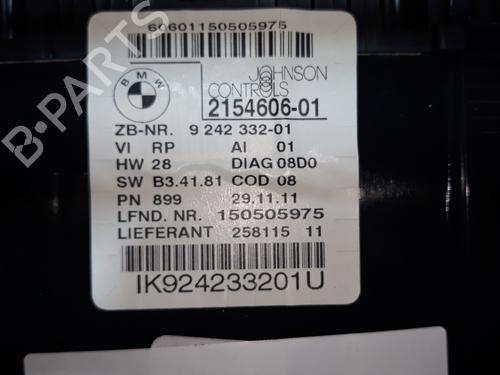 60601150505975
BMW
JOHNSON
CONTROLS
2154606-01
ZB-NR. 9 242 332-01
VI RP AI 01
HW 28 DIAG 08D0
SW B3.41.81 COD 08
PN 899 29.11.11
LFND. NR. 150505975
LIEFERANT 258115 11
IK924233201U
B-Parts